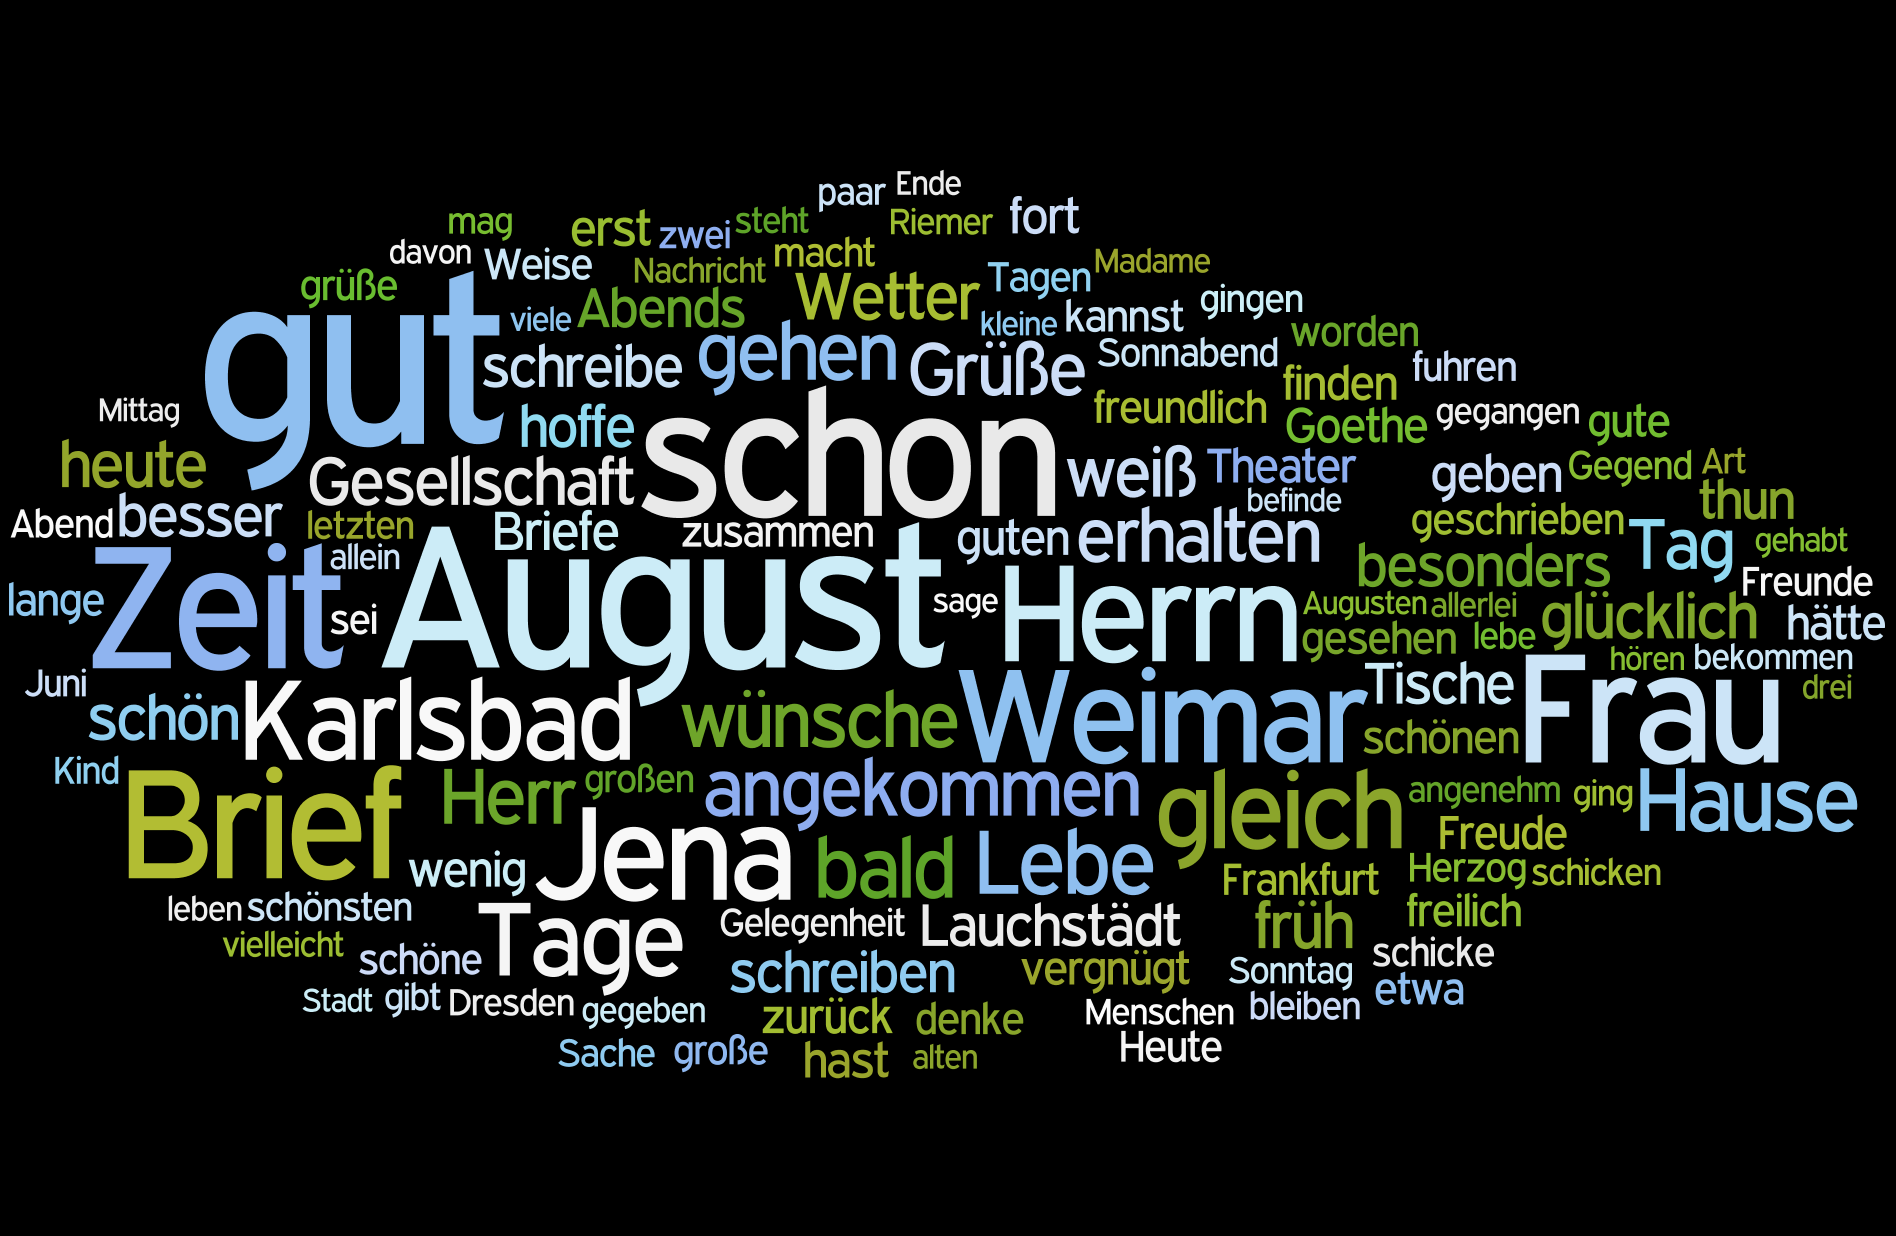 paar
Ende
mag
erst
zwei
steht
Riemer
fort
davon
Weise
Nachricht
macht
Tagen
Madame
grüße
gut
viele
Abends
Wetter
kleine
kannst
gingen
schreibe
gehen
Grüße
Sonnabend
worden
finden
fuhren
Mittag
hoffe
schon
freundlich
Goethe
gegangen
gute
heute
Gesellschaft
weiß
Theater
befinde
geben
Gegend
Art
thun
Abend
besser
letzten
Briefe
zusammen
guten
erhalten
geschrieben
Tag
gehabt
Zeit
allein
August
besonders
Freunde
lange
sei
sage
Herrn
Augusten
allerlei
gesehen
lebe
glücklich
hätte
hören
bekommen
Juni
schön
Karlsbad
wünsche
Weimar
Tische
schönen
Frau
drei
Kind
Brief
Herr
großen
angekommen
gleich
angenehm
ging
Hause
wenig
Jena
bald
Lebe
Freude
Frankfurt
Herzog
schicken
leben
schönsten
Tage
Gelegenheit
Lauchstädt
früh
freilich
vielleicht
schöne
schreiben
vergnügt
Sonntag
schicke
Stadt
gibt
Dresden
gegeben
zurück
denke
Menschen
bleiben
etwa
Sache
große
hast
alten
Heute